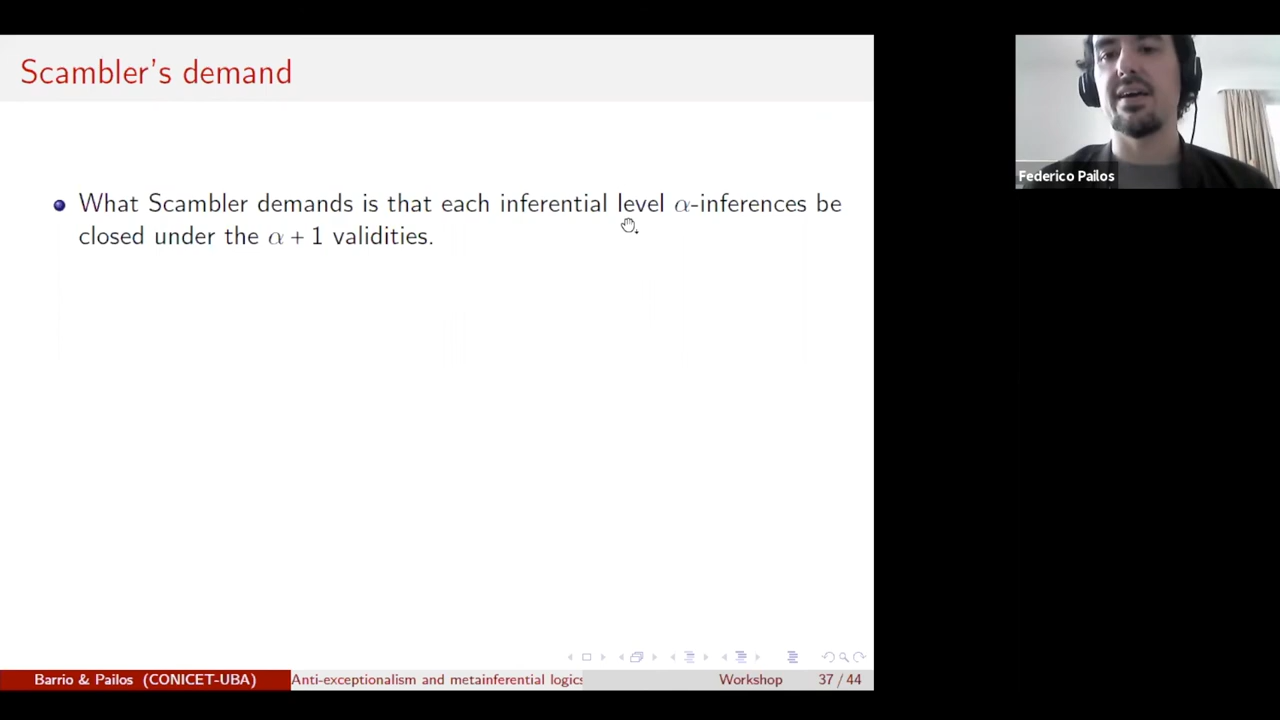 Scambler's demand
Federico Pailos
What Scambler demands is that each inferential level α-inferences be
closed under the α + 1 validities.
Barrio & Pailos (CONICET-UBA) Anti-exceptionalism and metainferential logics Workshop 37 / 44